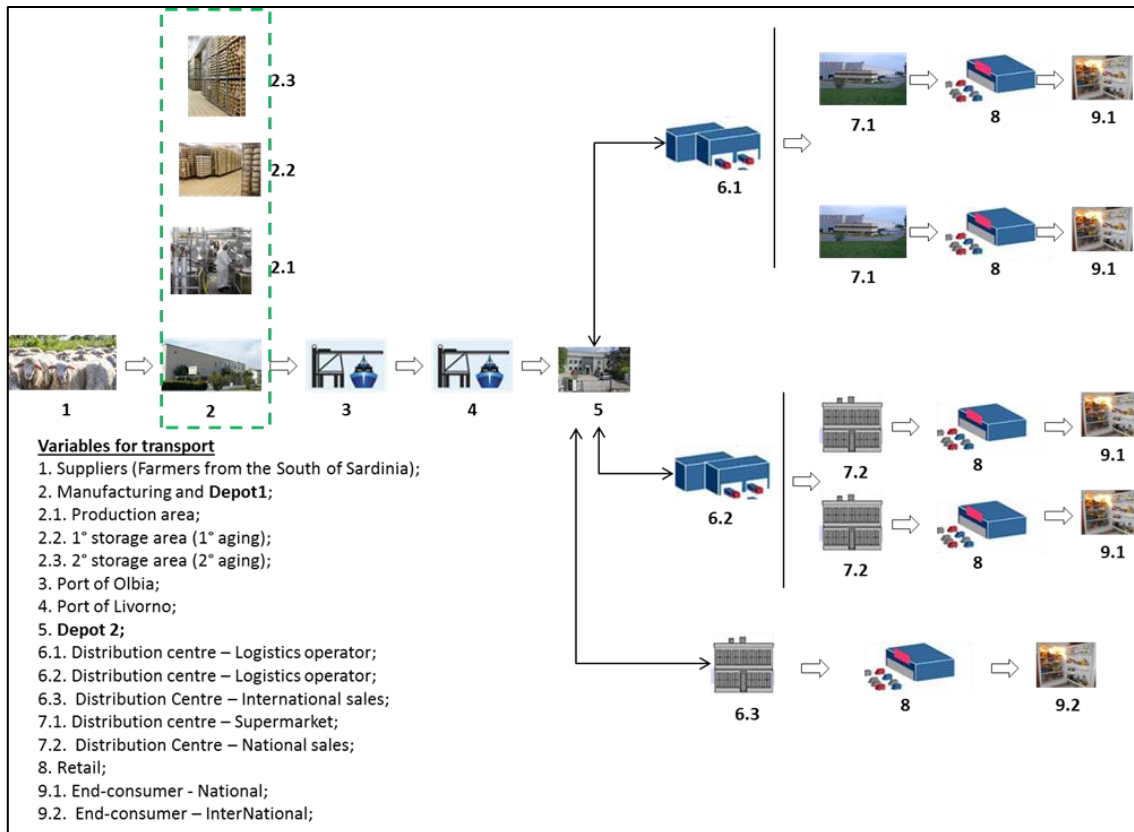 2.3
2.2
2.1
1
2
3
4
5
6.1
7.1
8
9.1
7.1
8
9.1
6.2
7.2
8
9.1
7.2
8
9.1
6.3
8
9.2
Variables for transport
1. Suppliers (Farmers from the South of Sardinia);
2. Manufacturing and Depot1;
2.1. Production area;
2.2. 1° storage area (1° aging);
2.3. 2° storage area (2° aging);
3. Port of Olbia;
4. Port of Livorno;
5. Depot 2;
6.1. Distribution centre – Logistics operator;
6.2. Distribution centre – Logistics operator;
6.3. Distribution Centre – International sales;
7.1. Distribution centre – Supermarket;
7.2. Distribution Centre – National sales;
8. Retail;
9.1. End-consumer - National;
9.2. End-consumer – InterNational;